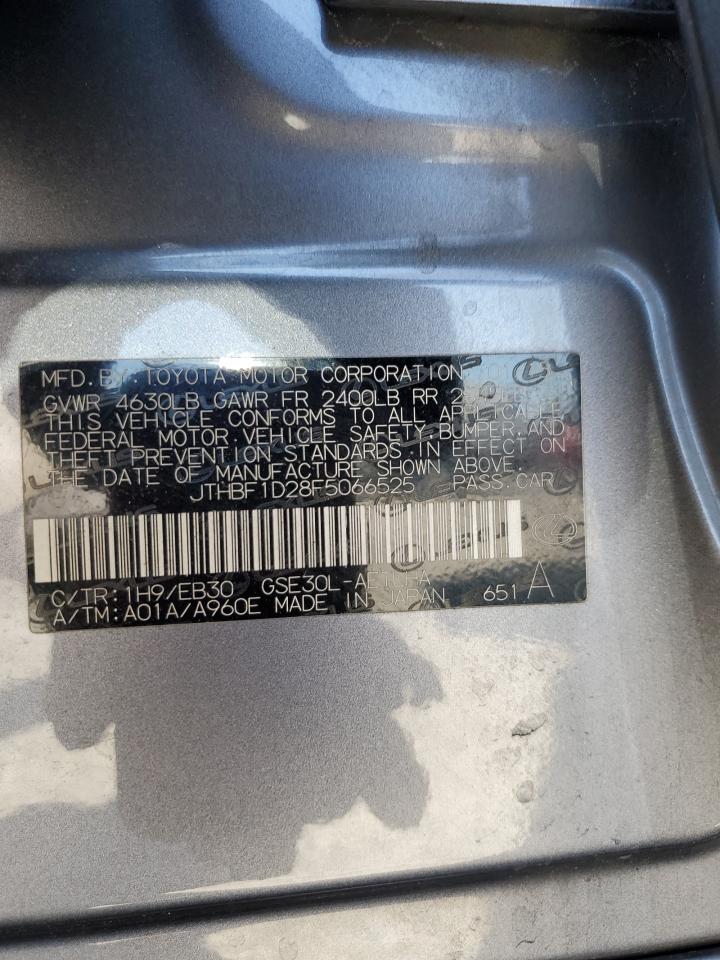 MFD. BY: TOYOTA MOTOR CORPORATION
GVWR 4630LB GAWR FR 2400LB RR
THIS VEHICLE CONFORMS TO ALL APPLICABLE
FEDERAL MOTOR VEHICLE SAFETY, BUMPER, AND
THEFT PREVENTION STANDARDS IN EFFECT ON
THE DATE OF MANUFACTURE SHOWN ABOVE.
JTHBF1D28F5066525 PASS. CAR
C/TR: 1H9/EB30 GSE30L-
A/TM: A01A/A960E MADE IN JAPAN 651 A